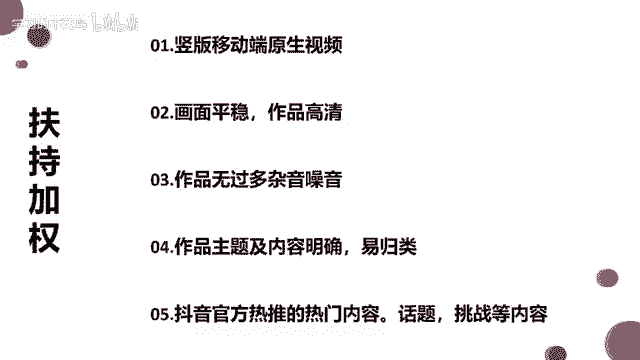 01.竖版移动端原生视频
02.画面平稳，作品高清
扶持加权
03.作品无过多杂音噪音
04.作品主题及内容明确，易归类
05.抖音官方热推的热门内容。话题，挑战等内容